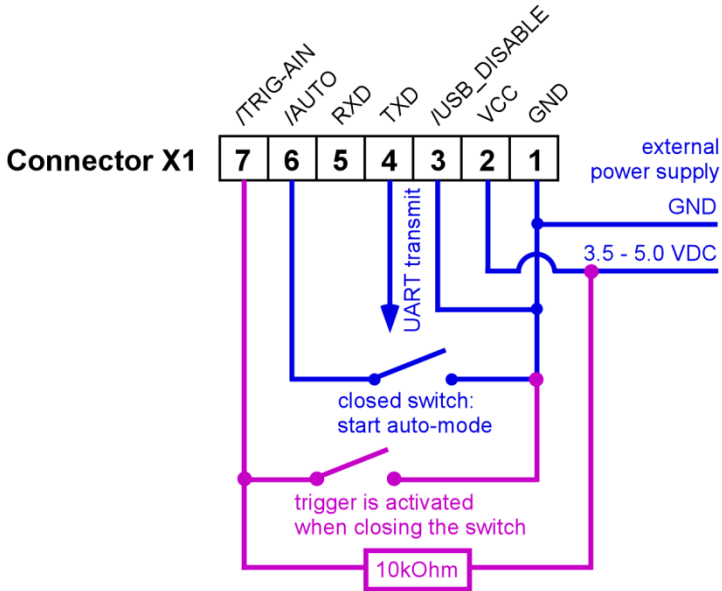 /TRIG-AIN
/AUTO
RXD
TXD
/USB_DISABLE
VCC
GND
Connector X1
7 6 5 4 3 2 1
external
power supply
GND
3.5 - 5.0 VDC
UART transmit
closed switch:
start auto-mode
trigger is activated
when closing the switch
10kOhm